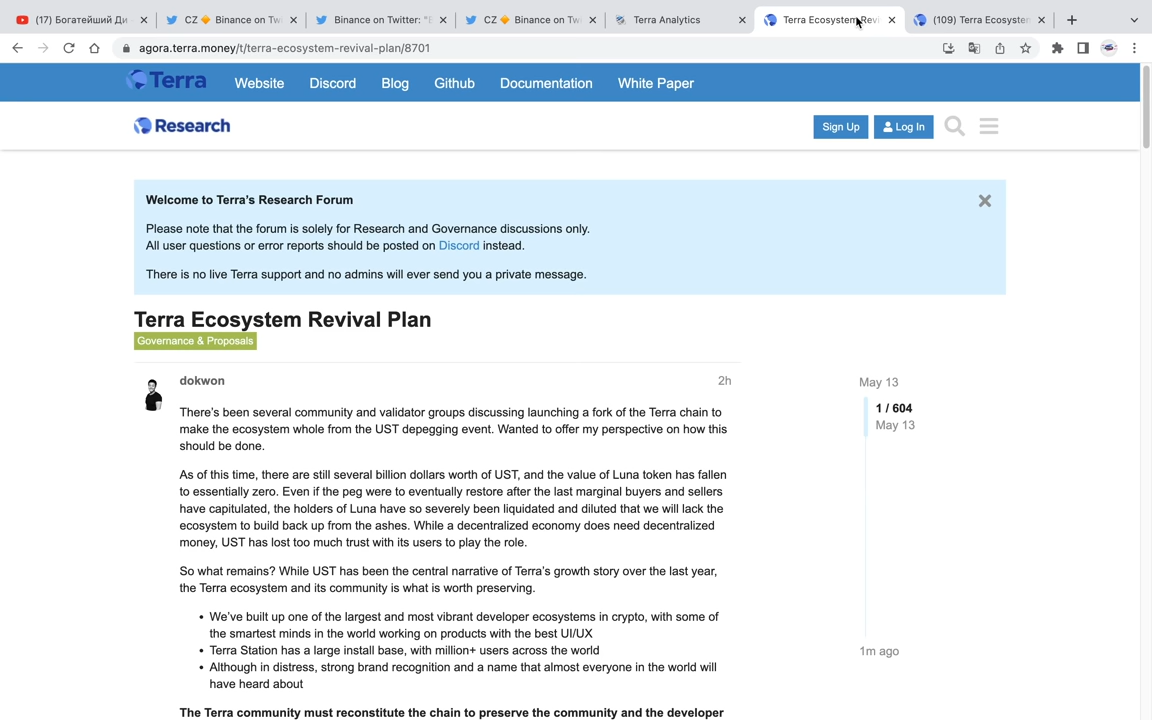 (17) Богатейший Ди
CZ 🔶 Binance on Tw
Binance on Twitter: "E
CZ 🔶 Binance on Tw
Terra Analytics
Terra Ecosystem Revi
(109) Terra Ecosyste
agora.terra.money/t/terra-ecosystem-revival-plan/8701
Terra
Website
Discord
Blog
Github
Documentation
White Paper
Research
Sign Up
Log In
Welcome to Terra's Research Forum
Please note that the forum is solely for Research and Governance discussions only.
All user questions or error reports should be posted on Discord instead.
There is no live Terra support and no admins will ever send you a private message.
Terra Ecosystem Revival Plan
Governance & Proposals
dokwon
2h
There's been several community and validator groups discussing launching a fork of the Terra chain to
make the ecosystem whole from the UST depegging event. Wanted to offer my perspective on how this
should be done.
As of this time, there are still several billion dollars worth of UST, and the value of Luna token has fallen
to essentially zero. Even if the peg were to eventually restore after the last marginal buyers and sellers
have capitulated, the holders of Luna have so severely been liquidated and diluted that we will lack the
ecosystem to build back up from the ashes. While a decentralized economy does need decentralized
money, UST has lost too much trust with its users to play the role.
So what remains? While UST has been the central narrative of Terra's growth story over the last year,
the Terra ecosystem and its community is what is worth preserving.
• We've built up one of the largest and most vibrant developer ecosystems in crypto, with some of
the smartest minds in the world working on products with the best UI/UX
• Terra Station has a large install base, with million+ users across the world
• Although in distress, strong brand recognition and a name that almost everyone in the world will
have heard about
The Terra community must reconstitute the chain to preserve the community and the developer
May 13
1 / 604
May 13
1m ago